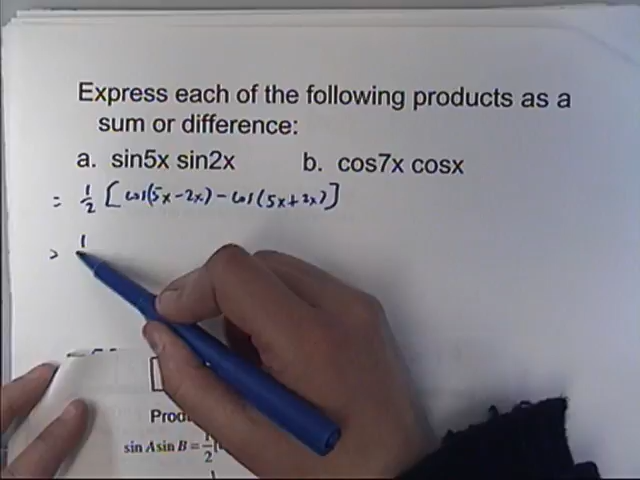 Express each of the following products as a
sum or difference:
a. sin5x sin2x b. cos7x cosx
= 1/2 [cos(5x-2x) - cos(5x+2x)]
= 1
sin A sin B = 1/2